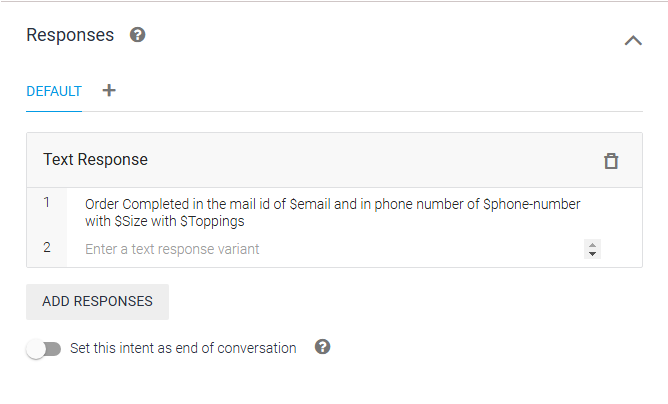 Responses
DEFAULT
Text Response
1 Order Completed in the mail id of $email and in phone number of $phone-number
with $Size with $Toppings
2 Enter a text response variant
ADD RESPONSES
Set this intent as end of conversation